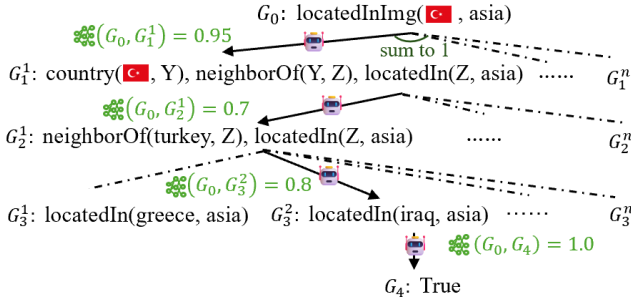 G₀: locatedInImg(🇹🇷, asia)
(G₀, G₁¹) = 0.95
sum to 1
G₁¹: country(🇹🇷, Y), neighborOf(Y, Z), locatedIn(Z, asia) ······ G₁ⁿ
(G₀, G₂¹) = 0.7
G₂¹: neighborOf(turkey, Z), locatedIn(Z, asia) ······ G₂ⁿ
(G₀, G₃²) = 0.8
G₃¹: locatedIn(greece, asia) G₃²: locatedIn(iraq, asia) ······ G₃ⁿ
(G₀, G₄) = 1.0
G₄: True